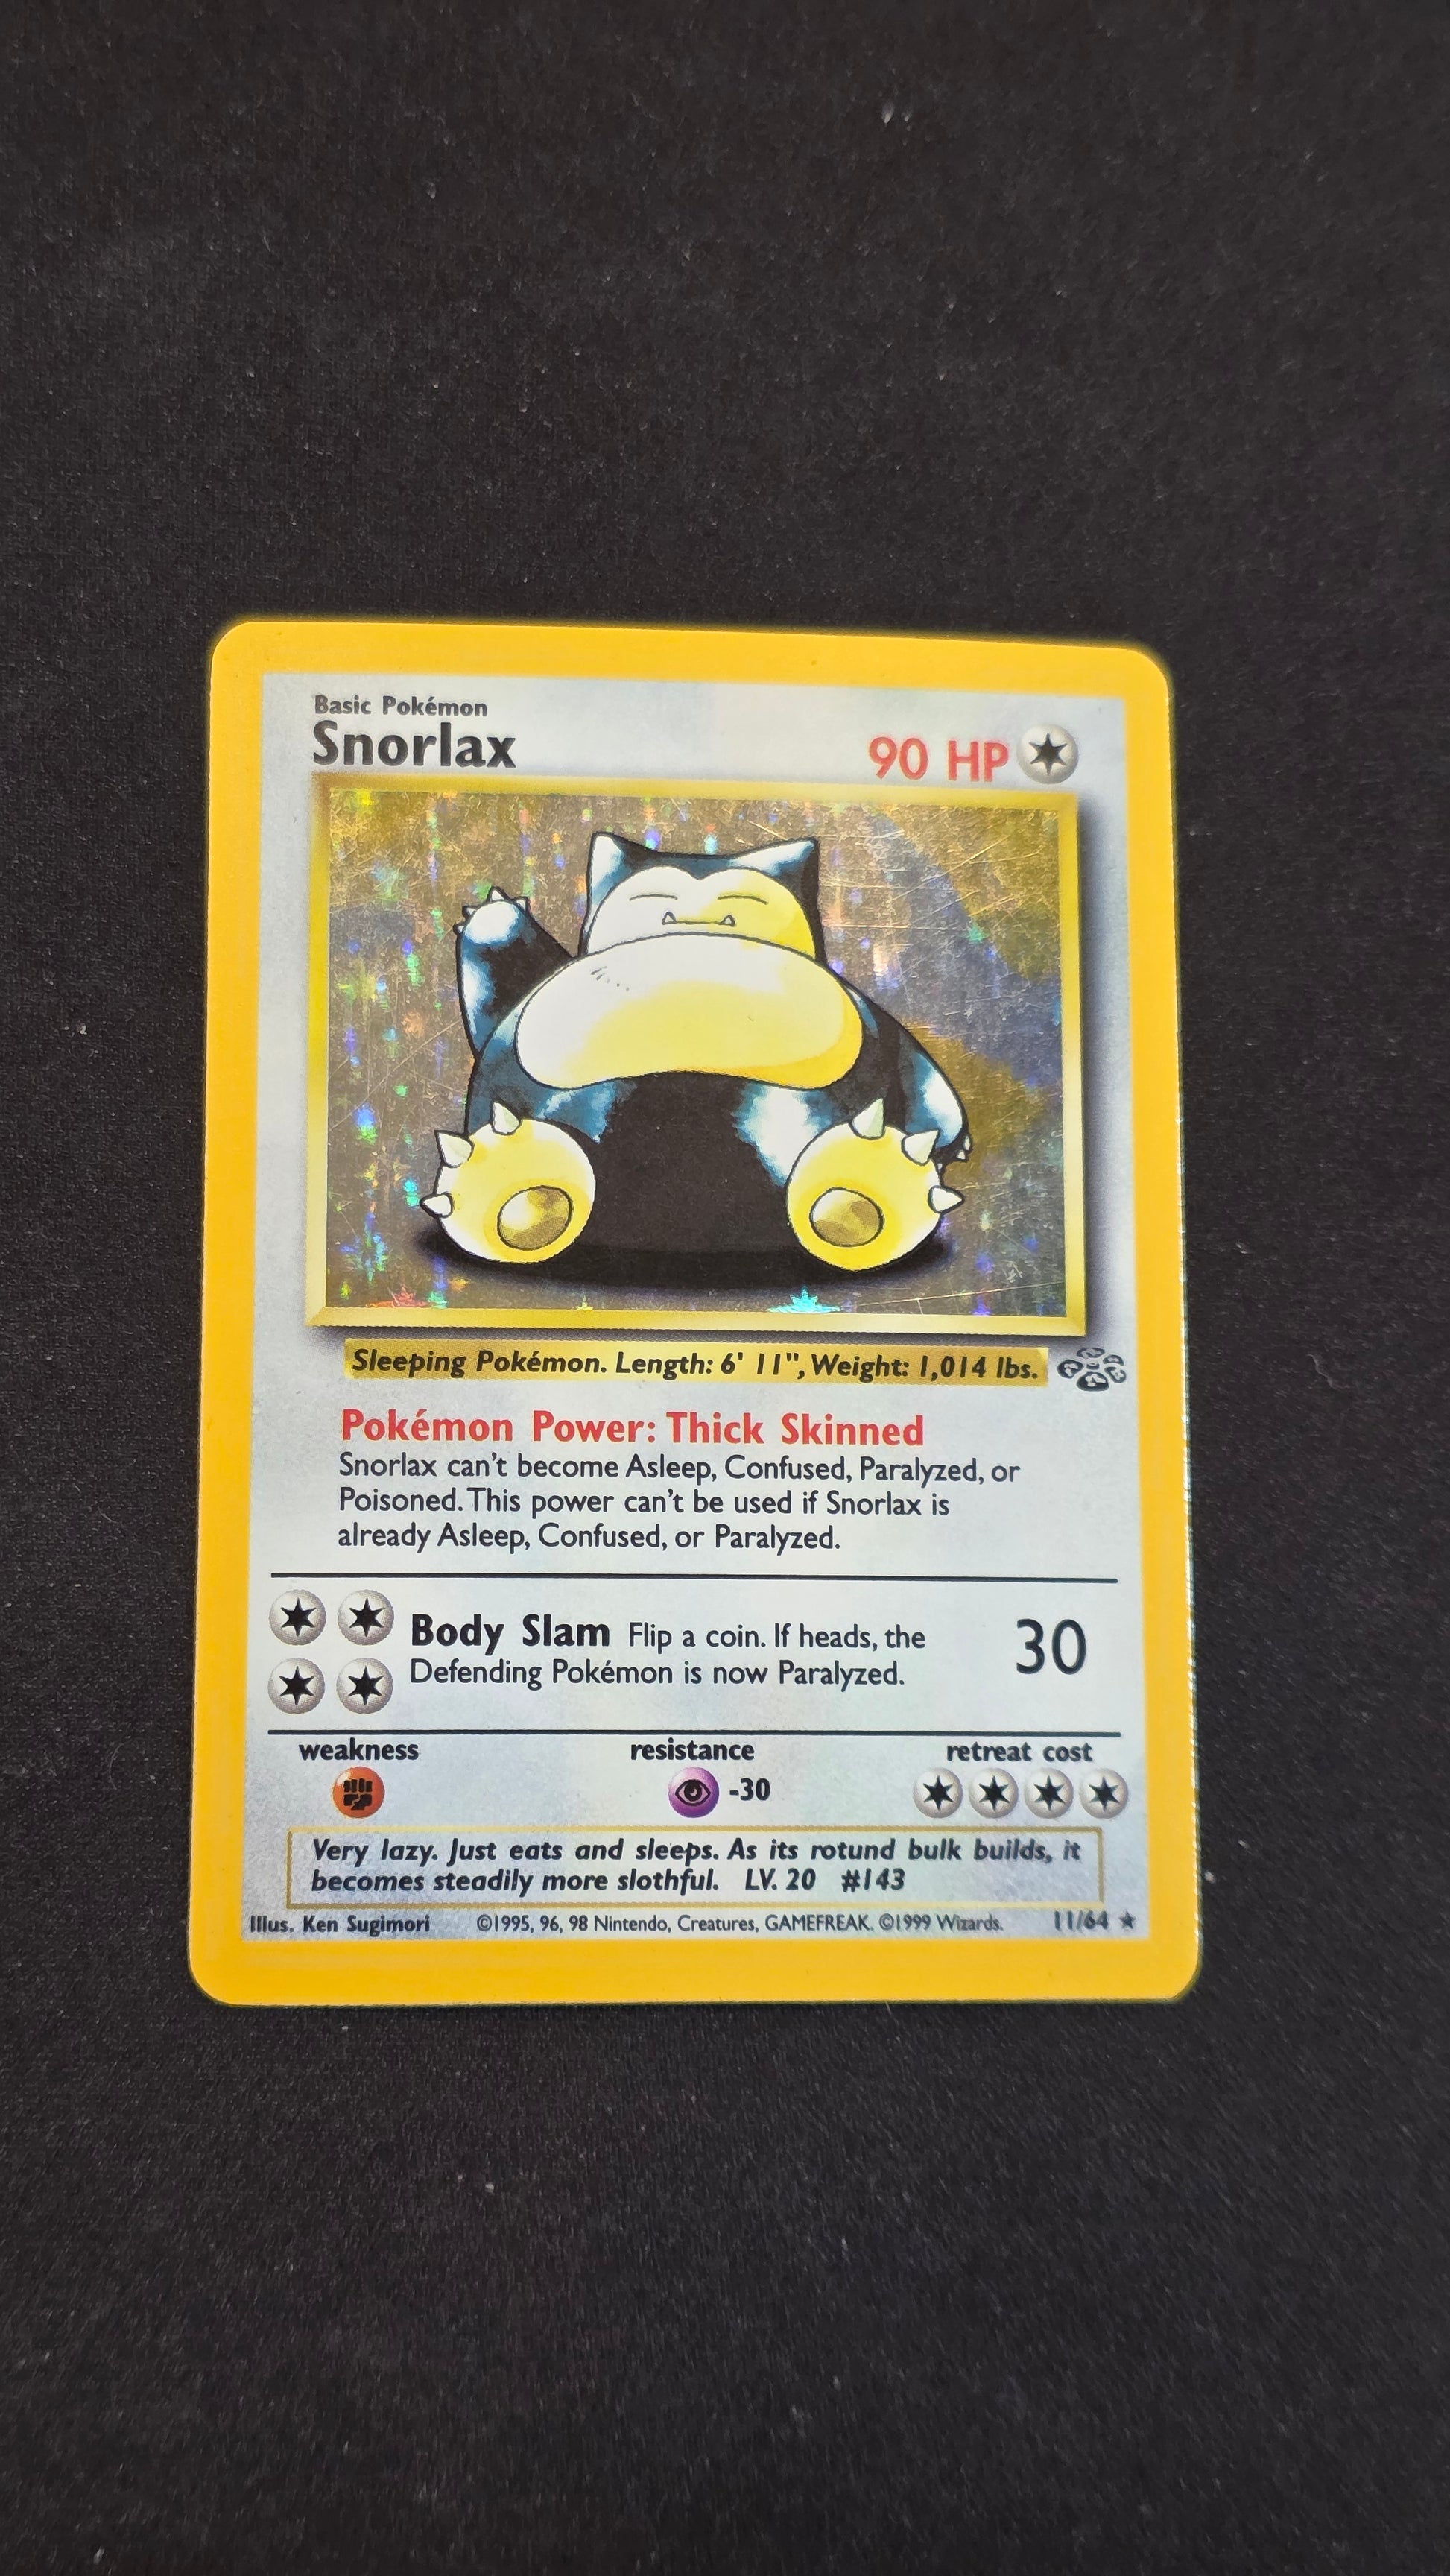 Basic Pokémon
Snorlax
90 HP
Sleeping Pokémon. Length: 6' 11", Weight: 1,014 lbs.
Pokémon Power: Thick Skinned
Snorlax can't become Asleep, Confused, Paralyzed, or
Poisoned. This power can't be used if Snorlax is
already Asleep, Confused, or Paralyzed.
Body Slam Flip a coin. If heads, the
Defending Pokémon is now Paralyzed.
30
weakness
resistance
retreat cost
-30
Very lazy. Just eats and sleeps. As its rotund bulk builds, it
becomes steadily more slothful. LV. 20 #143
Illus. Ken Sugimori ©1995, 96, 98 Nintendo, Creatures, GAMEFREAK. ©1999 Wizards. 11/64 ★